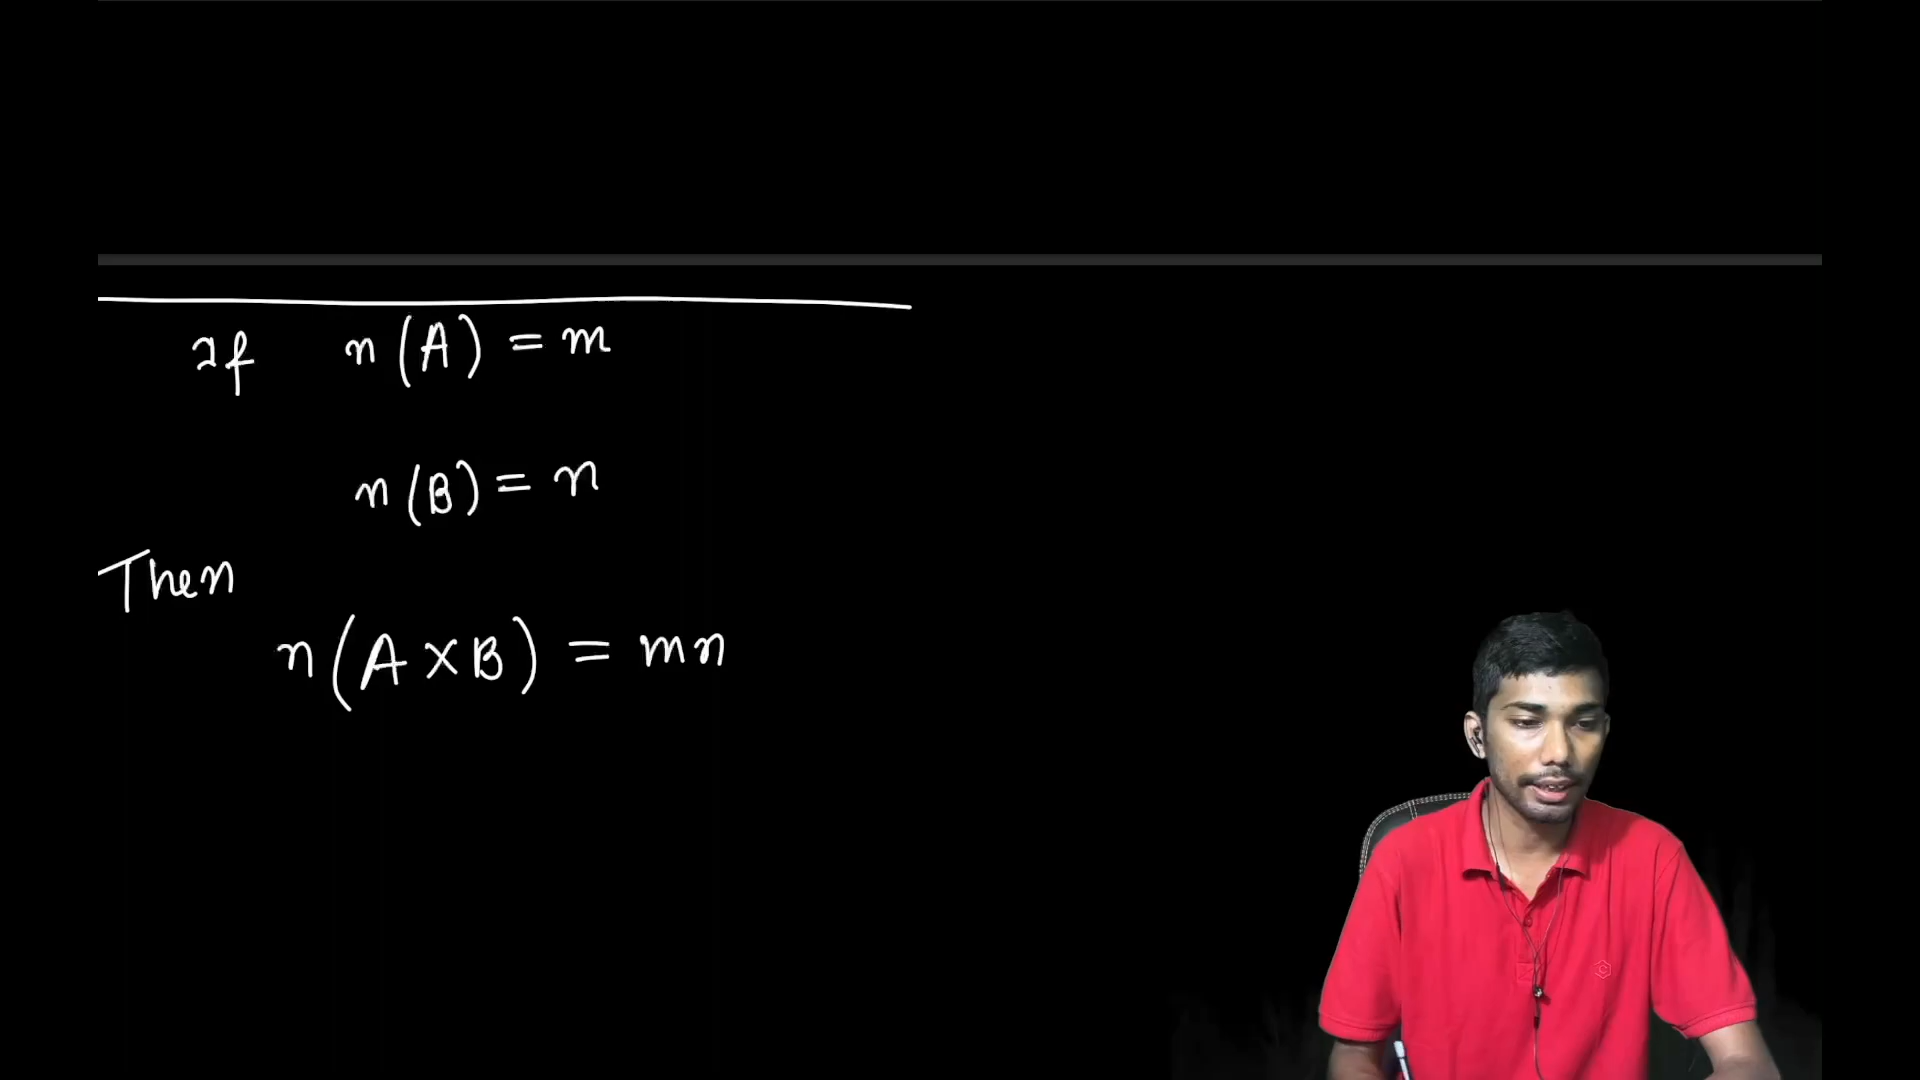 If n(A) = m
n(B) = n
Then
n(A×B) = mn